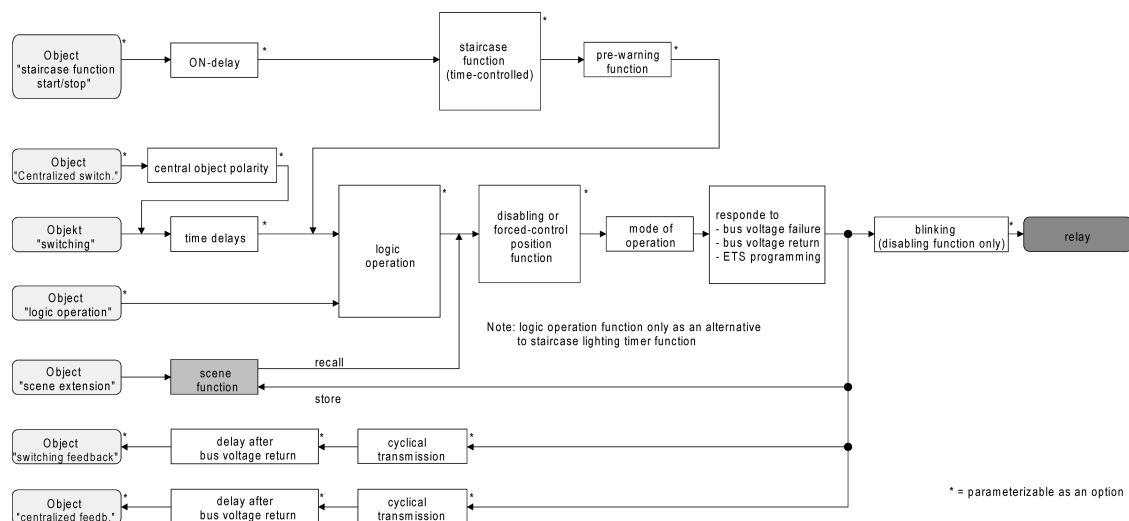 *
Object
"staircase function
start/stop"
*
ON-delay
*
staircase
function
(time-controlled)
*
pre-warning
function
*
Object
"Centralized switch."
*
central object polarity
*
Objekt
"switching"
time delays
*
logic
operation
*
disabling or
forced-control
position
function
*
mode of
operation
responde to
- bus voltage failure
- bus voltage return
- ETS programming
blinking
(disabling function only)
*
relay
Object
"logic operation"
*
Note: logic operation function only as an alternative
to staircase lighting timer function
Object
"scene extension"
scene
function
recall
store
Object
"switching feedback"
*
delay after
bus voltage return
*
cyclical
transmission
*
Object
"centralized feedb."
*
delay after
bus voltage return
*
cyclical
transmission
*
* = parameterizable as an option